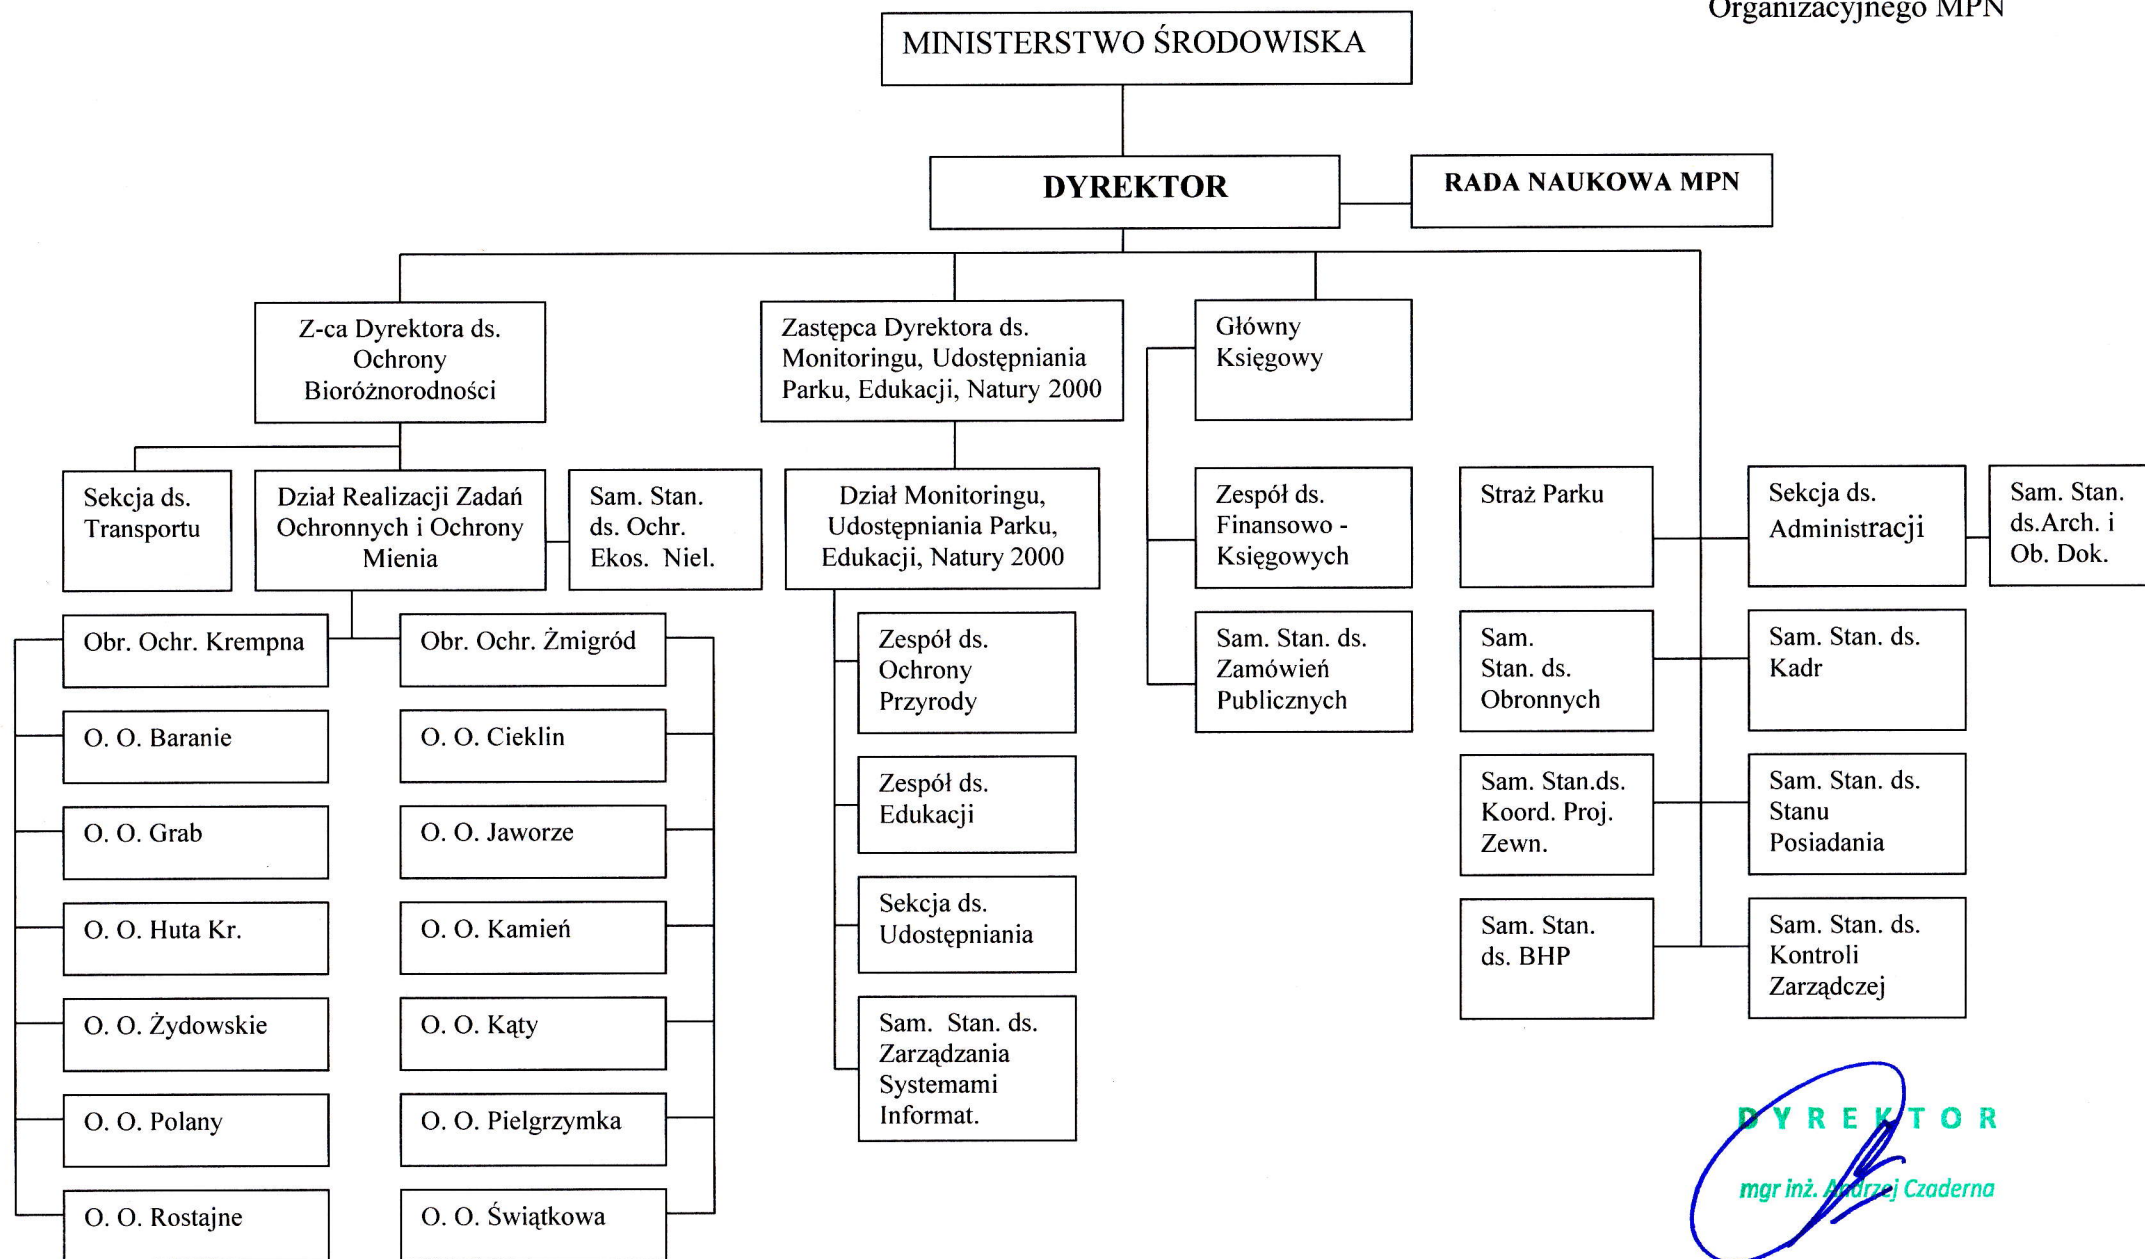 Organizacyjnego MPN
MINISTERSTWO ŚRODOWISKA
DYREKTOR
RADA NAUKOWA MPN
Z-ca Dyrektora ds.
Ochrony
Bioróżnorodności
Zastępca Dyrektora ds.
Monitoringu, Udostępniania
Parku, Edukacji, Natury 2000
Główny
Księgowy
Sekcja ds.
Transportu
Dział Realizacji Zadań
Ochronnych i Ochrony
Mienia
Sam. Stan.
ds. Ochr.
Ekos. Niel.
Dział Monitoringu,
Udostępniania Parku,
Edukacji, Natury 2000
Zespół ds.
Finansowo -
Księgowych
Straż Parku
Sekcja ds.
Administracji
Sam. Stan.
ds.Arch. i
Ob. Dok.
Obr. Ochr. Krempna
Obr. Ochr. Żmigród
Zespół ds.
Ochrony
Przyrody
Sam. Stan. ds.
Zamówień
Publicznych
Sam.
Stan. ds.
Obronnych
Sam. Stan. ds.
Kadr
O. O. Baranie
O. O. Cieklin
Zespół ds.
Edukacji
Sam. Stan.ds.
Koord. Proj.
Zewn.
Sam. Stan. ds.
Stanu
Posiadania
O. O. Grab
O. O. Jaworze
O. O. Huta Kr.
O. O. Kamień
Sekcja ds.
Udostępniania
Sam. Stan.
ds. BHP
Sam. Stan. ds.
Kontroli
Zarządczej
O. O. Żydowskie
O. O. Kąty
Sam. Stan. ds.
Zarządzania
Systemami
Informat.
O. O. Polany
O. O. Pielgrzymka
O. O. Rostajne
O. O. Świątkowa
DYREKTOR
mgr inż. Andrzej Czaderna